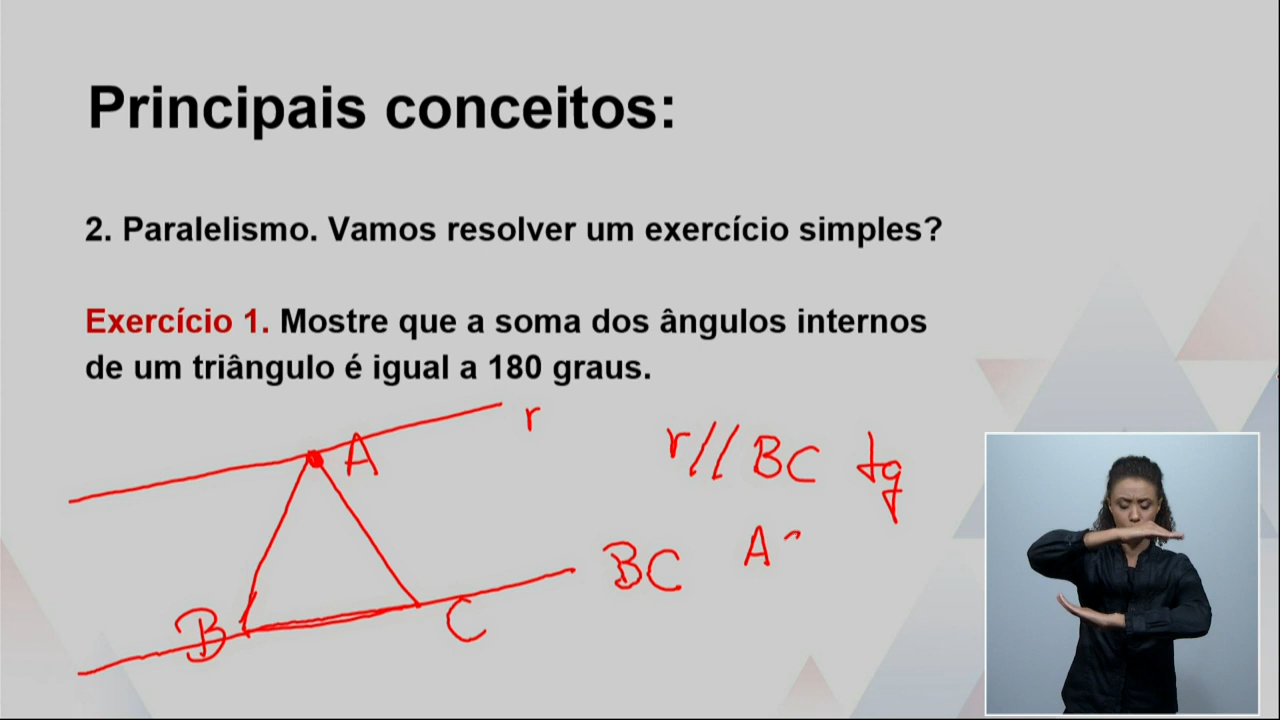 Principais conceitos:
2. Paralelismo. Vamos resolver um exercício simples?
Exercício 1. Mostre que a soma dos ângulos internos
de um triângulo é igual a 180 graus.
r
A
r // BC tq
A
BC
B
C